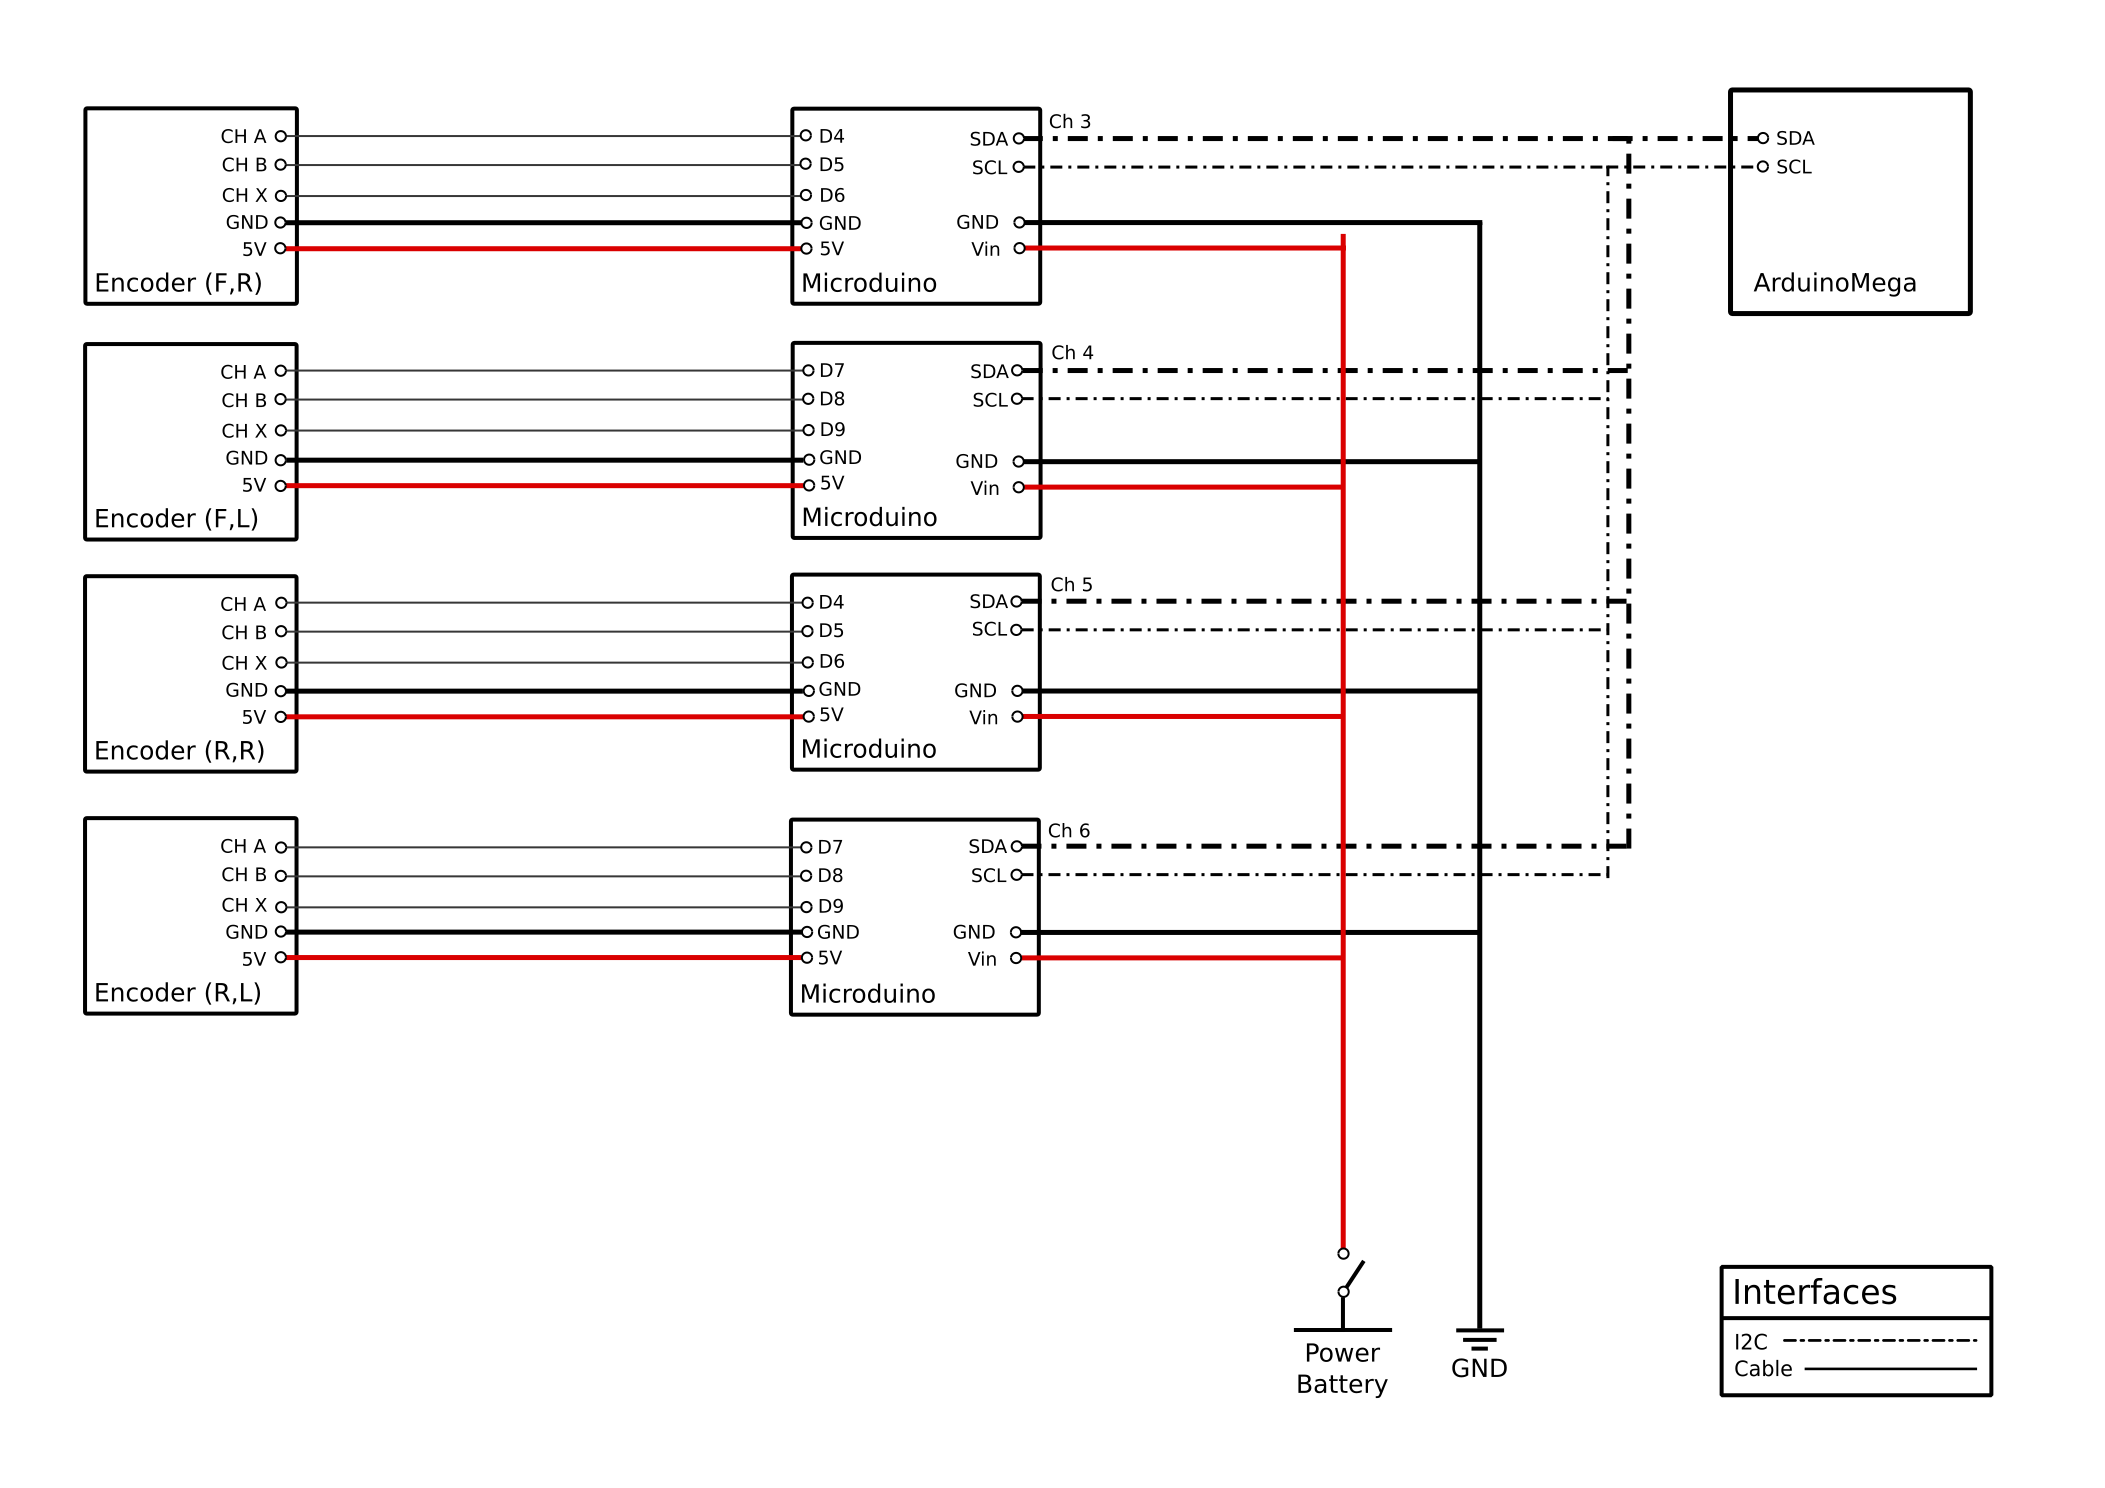 CH A
CH B
CH X
GND
5V
Encoder (F,R)
D4
D5
D6
GND
5V
SDA
SCL
GND
Vin
Microduino
Ch 3
SDA
SCL
ArduinoMega
CH A
CH B
CH X
GND
5V
Encoder (F,L)
D7
D8
D9
GND
5V
SDA
SCL
GND
Vin
Microduino
Ch 4
CH A
CH B
CH X
GND
5V
Encoder (R,R)
D4
D5
D6
GND
5V
SDA
SCL
GND
Vin
Microduino
Ch 5
CH A
CH B
CH X
GND
5V
Encoder (R,L)
D7
D8
D9
GND
5V
SDA
SCL
GND
Vin
Microduino
Ch 6
Power
Battery
GND
Interfaces
I2C
Cable